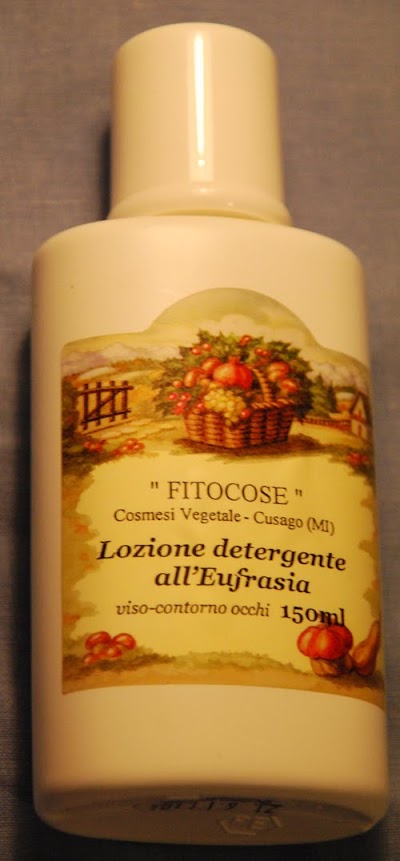 " FITOCOSE "
Cosmesi Vegetale - Cusago (MI)
Lozione detergente
all'Eufrasia
viso-contorno occhi 150ml